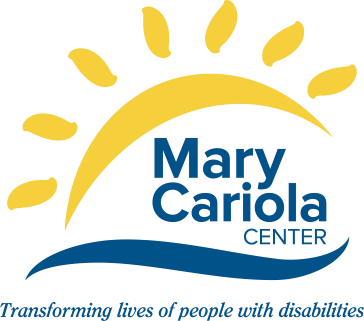 Mary
Cariola
CENTER
Transforming lives of people with disabilities